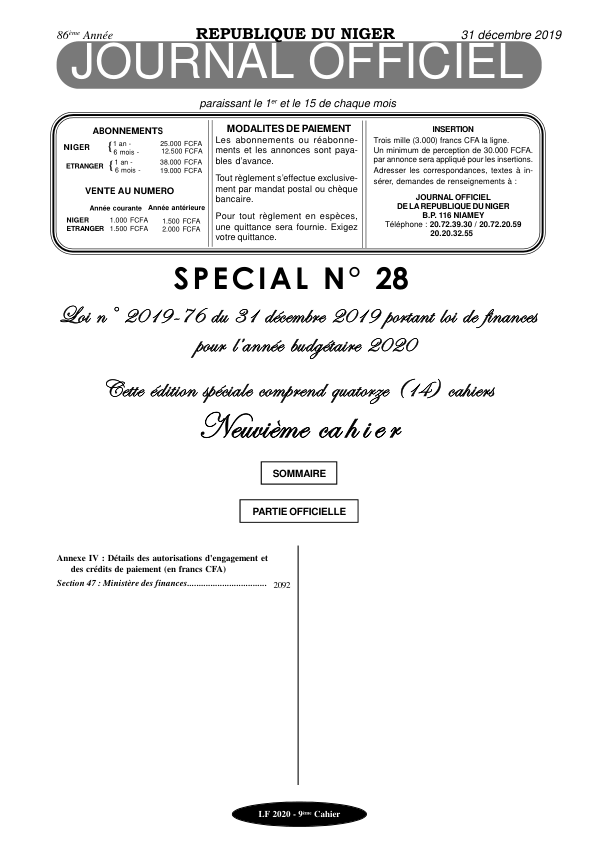 86ème Année
REPUBLIQUE DU NIGER
31 décembre 2019
JOURNAL OFFICIEL
paraissant le 1er et le 15 de chaque mois
ABONNEMENTS
NIGER { 1 an - 25.000 FCFA
6 mois - 12.500 FCFA
ETRANGER { 1 an - 38.000 FCFA
6 mois - 19.000 FCFA
VENTE AU NUMERO
Année courante Année antérieure
NIGER 1.000 FCFA 1.500 FCFA
ETRANGER 1.500 FCFA 2.000 FCFA
MODALITES DE PAIEMENT
Les abonnements ou réabonne-
ments et les annonces sont paya-
bles d'avance.
Tout règlement s'effectue exclusive-
ment par mandat postal ou chèque
bancaire.
Pour tout règlement en espèces,
une quittance sera fournie. Exigez
votre quittance.
INSERTION
Trois mille (3.000) francs CFA la ligne.
Un minimum de perception de 30.000 FCFA.
par annonce sera appliqué pour les insertions.
Adresser les correspondances, textes à in-
sérer, demandes de renseignements à :
JOURNAL OFFICIEL
DE LA REPUBLIQUE DU NIGER
B.P. 116 NIAMEY
Téléphone : 20.72.39.30 / 20.72.20.59
20.20.32.55
SPECIAL N° 28
Loi n° 2019-76 du 31 décembre 2019 portant loi de finances
pour l'année budgétaire 2020
Cette édition spéciale comprend quatorze (14) cahiers
Neuvième cahier
SOMMAIRE
PARTIE OFFICIELLE
Annexe IV : Détails des autorisations d'engagement et
des crédits de paiement (en francs CFA)
Section 47 : Ministère des finances.................................. 2092
LF 2020 - 9ème Cahier